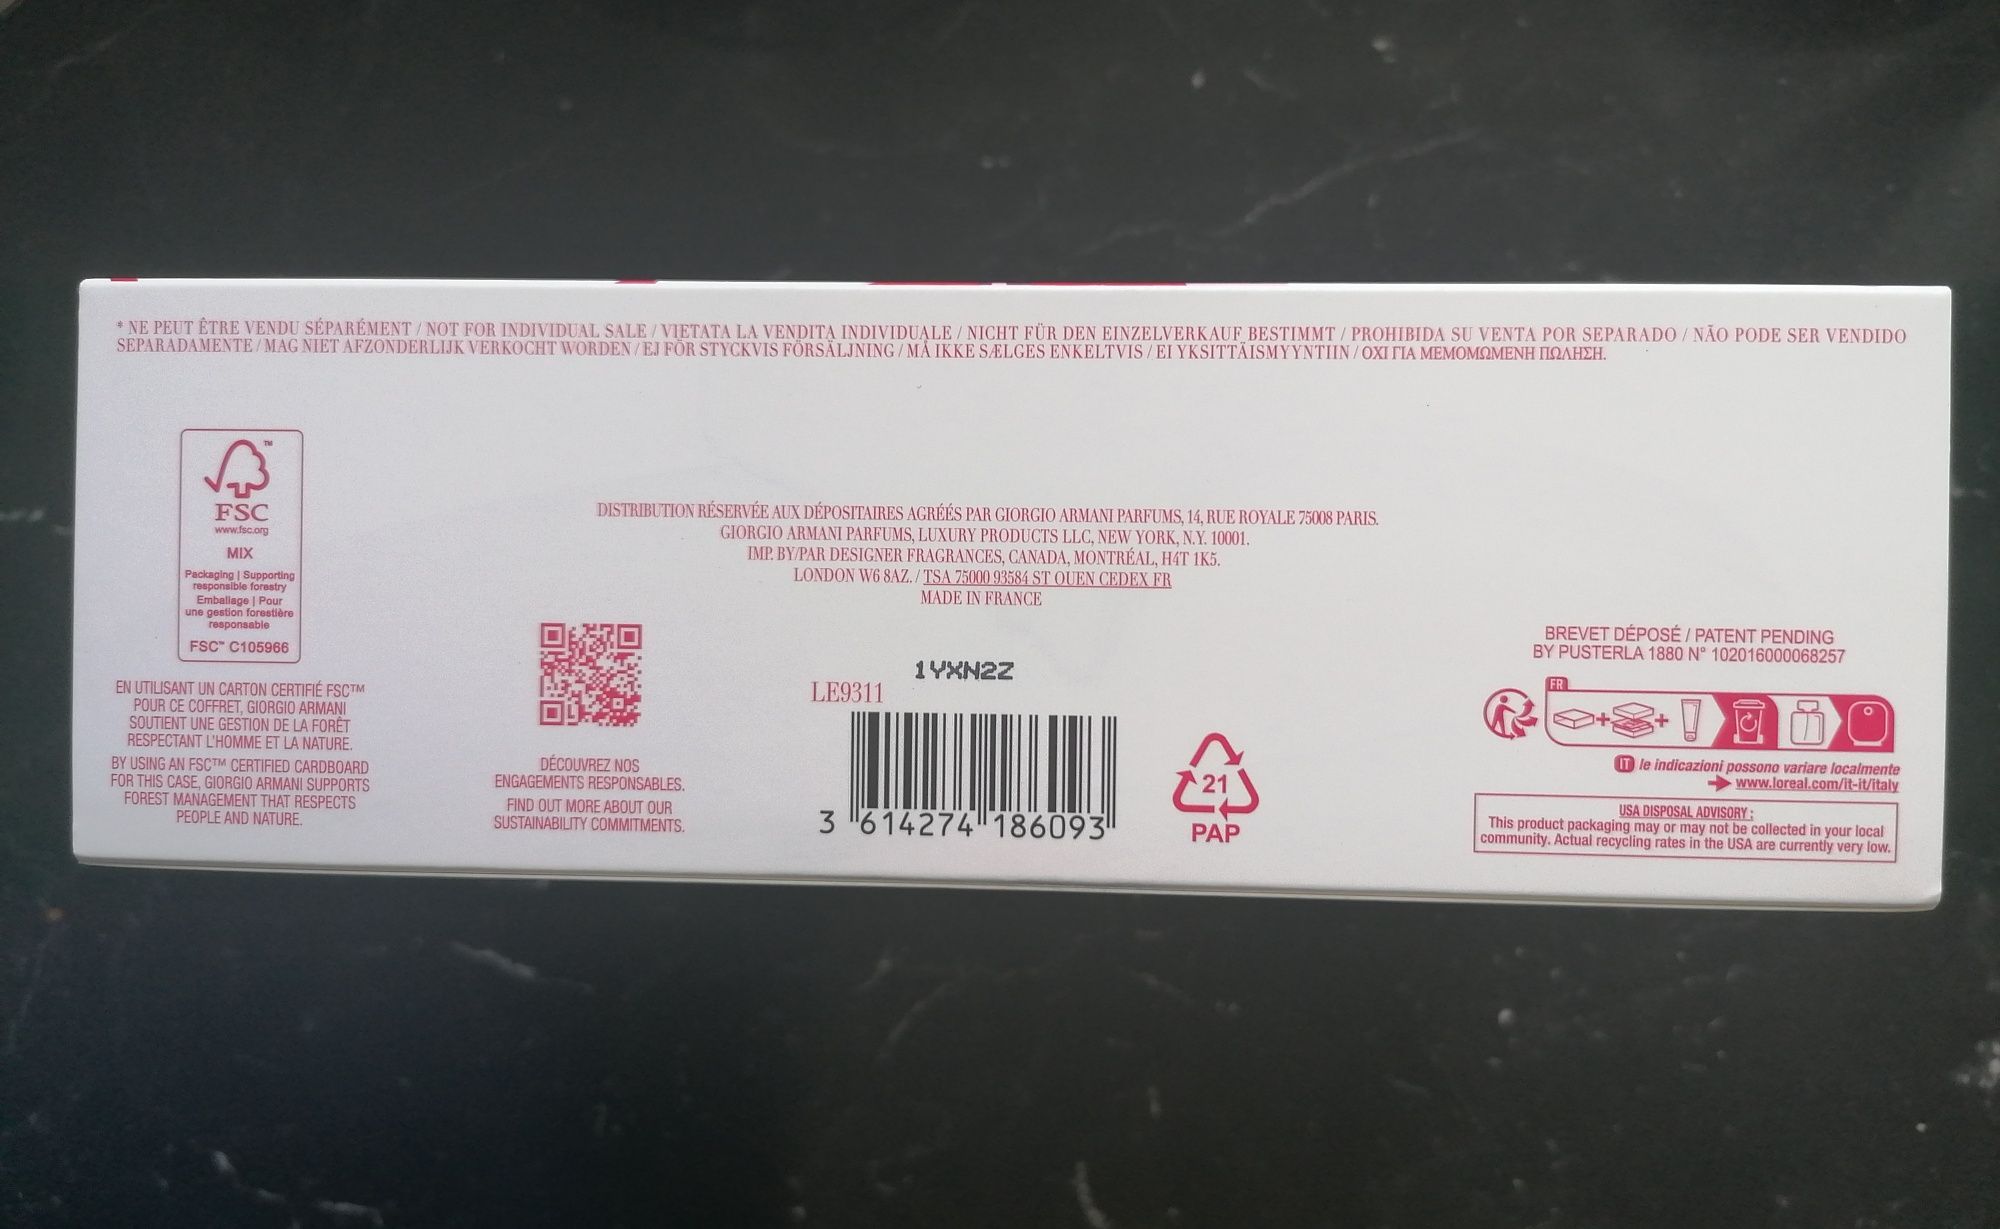 * NE PEUT ÊTRE VENDU SÉPARÉMENT / NOT FOR INDIVIDUAL SALE / VIETATA LA VENDITA INDIVIDUALE / NICHT FÜR DEN EINZELVERKAUF BESTIMMT / PROHIBIDA SU VENTA POR SEPARADO / NÃO PODE SER VENDIDO
SEPARADAMENTE / MAG NIET AFZONDERLIJK VERKOCHT WORDEN / EJ FÖR STYCKVIS FÖRSÄLJNING / MÅ IKKE SÆLGES ENKELTVIS / EI YKSITTÄISMYYNTIIN / ΟΧΙ ΓΙΑ ΜΕΜΟΜΩΜΕΝΗ ΠΩΛΗΣΗ.
TM
FSC
www.fsc.org
MIX
Packaging | Supporting
responsible forestry
Emballage | Pour
une gestion forestière
responsable
FSC™ C105966
EN UTILISANT UN CARTON CERTIFIÉ FSC™
POUR CE COFFRET, GIORGIO ARMANI
SOUTIENT UNE GESTION DE LA FORÊT
RESPECTANT L'HOMME ET LA NATURE.
BY USING AN FSC™ CERTIFIED CARDBOARD
FOR THIS CASE, GIORGIO ARMANI SUPPORTS
FOREST MANAGEMENT THAT RESPECTS
PEOPLE AND NATURE.
DÉCOUVREZ NOS
ENGAGEMENTS RESPONSABLES.
FIND OUT MORE ABOUT OUR
SUSTAINABILITY COMMITMENTS.
DISTRIBUTION RÉSERVÉE AUX DÉPOSITAIRES AGRÉÉS PAR GIORGIO ARMANI PARFUMS, 14, RUE ROYALE 75008 PARIS.
GIORGIO ARMANI PARFUMS, LUXURY PRODUCTS LLC, NEW YORK, N.Y. 10001.
IMP. BY/PAR DESIGNER FRAGRANCES, CANADA, MONTRÉAL, H4T 1K5.
LONDON W6 8AZ. / TSA 75000 93584 ST OUEN CEDEX FR
MADE IN FRANCE
1YXN2Z
LE9311
3 614274 186093
21
PAP
BREVET DÉPOSÉ / PATENT PENDING
BY PUSTERLA 1880 N° 102016000068257
FR
+ +
IT le indicazioni possono variare localmente
www.loreal.com/it-it/italy
USA DISPOSAL ADVISORY :
This product packaging may or may not be collected in your local
community. Actual recycling rates in the USA are currently very low.